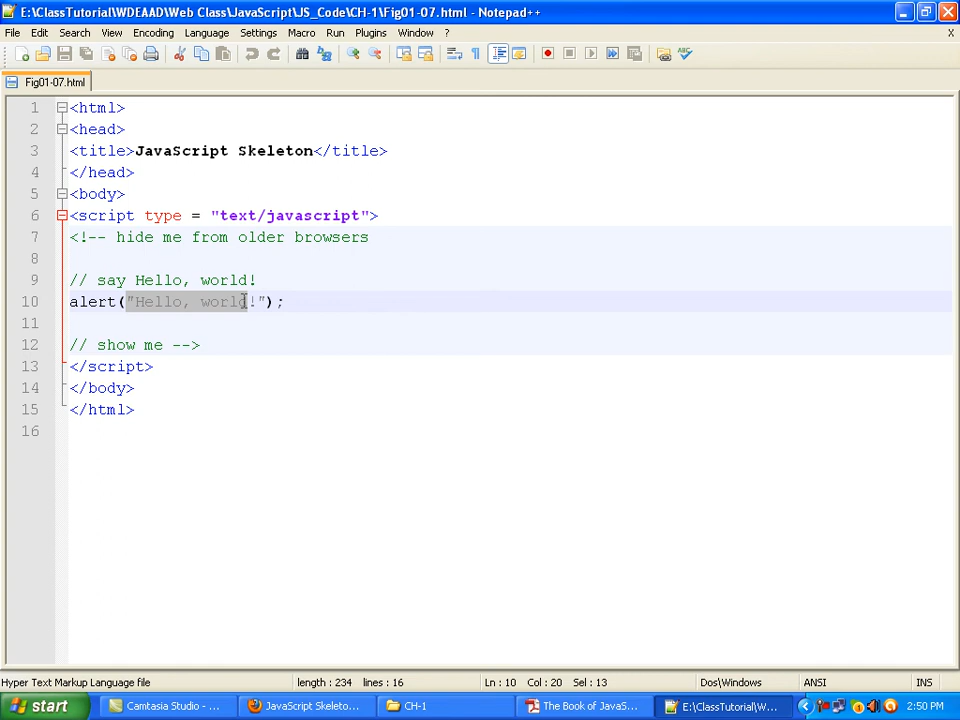 E:\ClassTutorial\WDEAAD\Web Class\JavaScript\JS_Code\CH-1\Fig01-07.html - Notepad++
File Edit Search View Encoding Language Settings Macro Run Plugins Window ? X
Fig01-07.html
1 <html>
2 <head>
3 <title>JavaScript Skeleton</title>
4 </head>
5 <body>
6 <script type = "text/javascript">
7 <!-- hide me from older browsers
8
9 // say Hello, world!
10 alert("Hello, world!");
11
12 // show me -->
13 </script>
14 </body>
15 </html>
16
Hyper Text Markup Language file length : 234 lines : 16 Ln : 10 Col : 20 Sel : 13 Dos\Windows ANSI INS
start Camtasia Studio - ... JavaScript Skeleto... CH-1 The Book of JavaS... E:\ClassTutorial\W... 2:50 PM